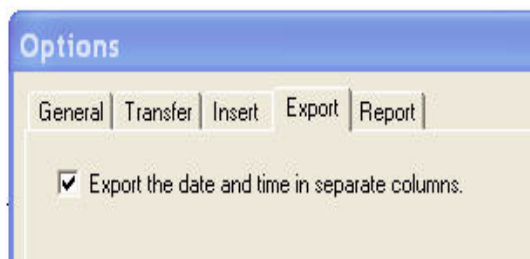 Options
General Transfer Insert Export Report
Export the date and time in separate columns.